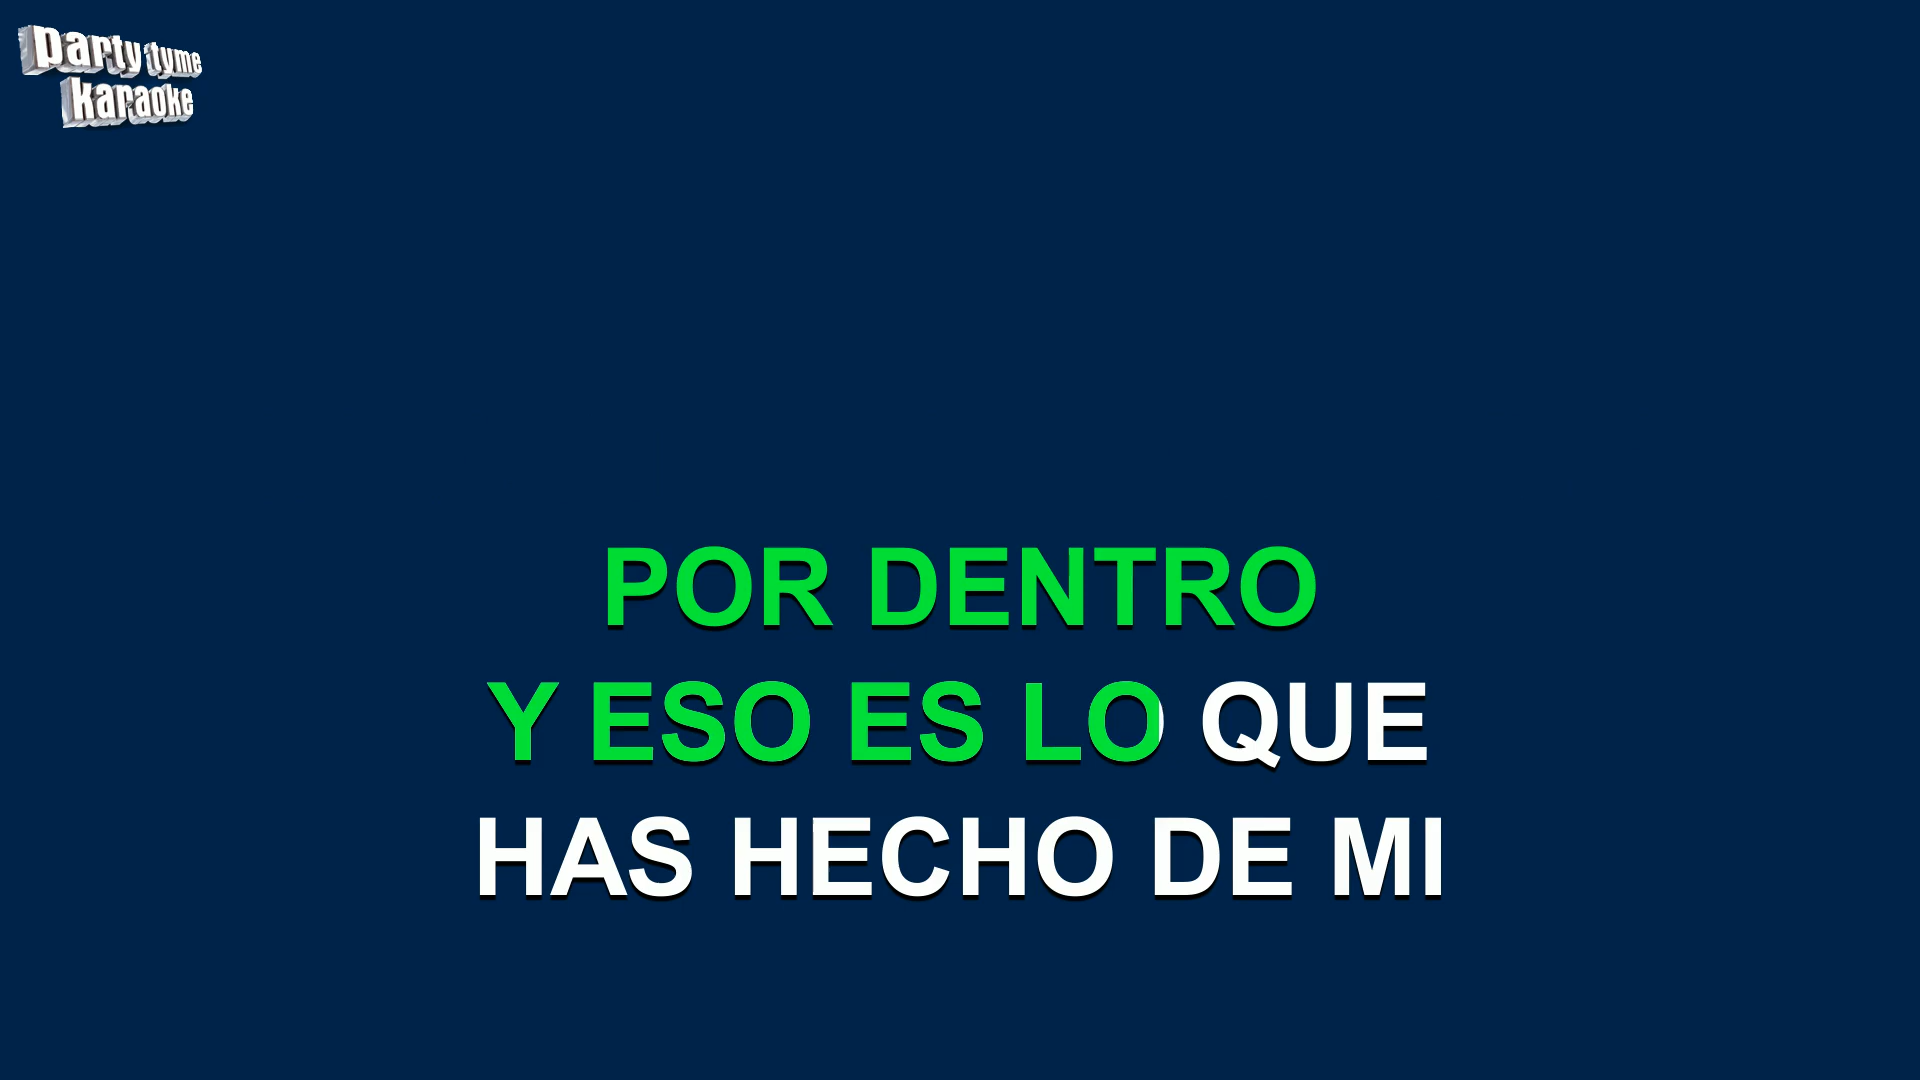 party tyme
karaoke
POR DENTRO
Y ESO ES LO QUE
HAS HECHO DE MI